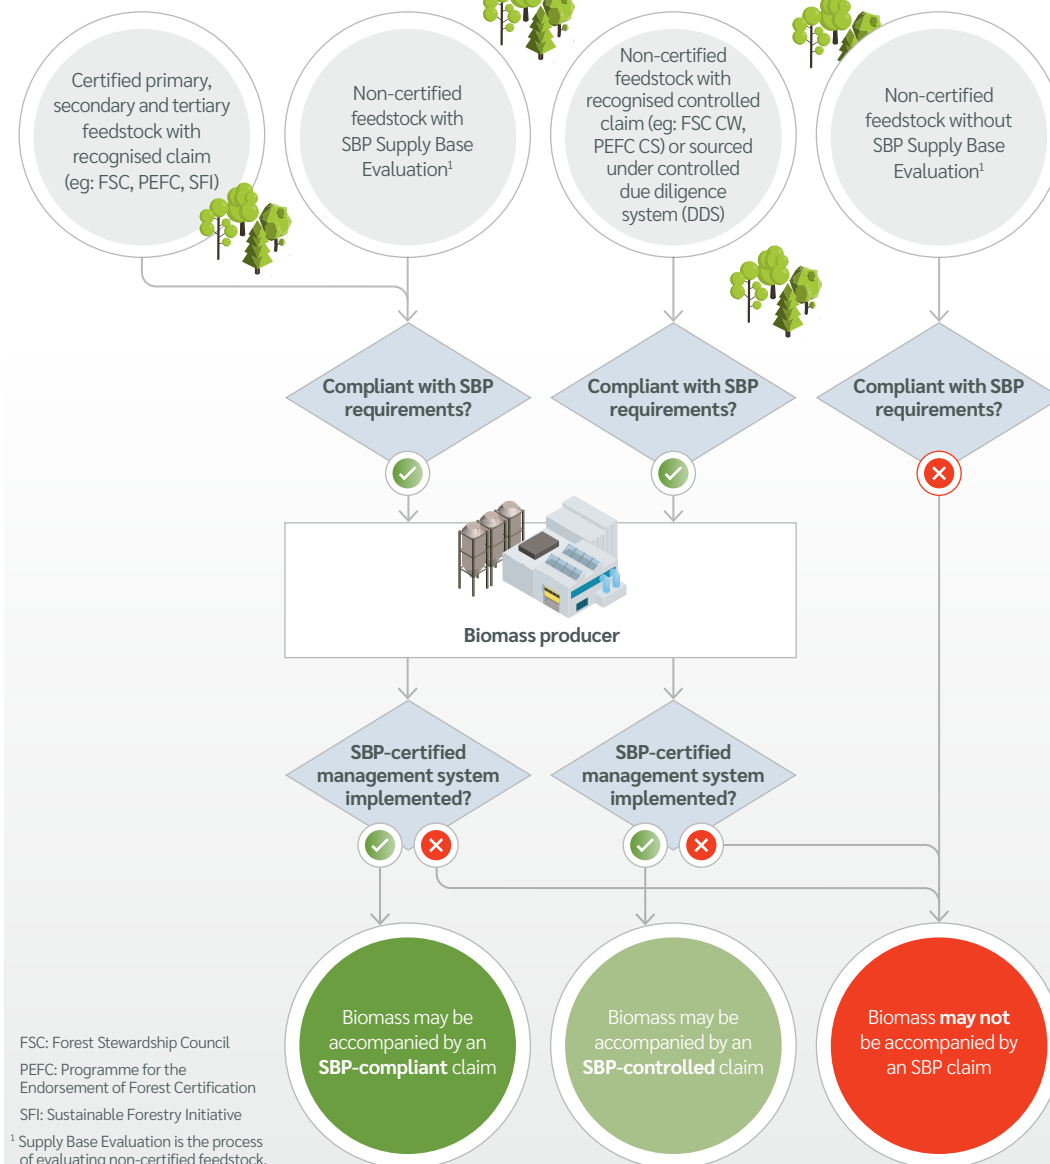 Certified primary,
secondary and tertiary
feedstock with
recognised claim
(eg: FSC, PEFC, SFI)
Non-certified
feedstock with
SBP Supply Base
Evaluation¹
Non-certified
feedstock with
recognised controlled
claim (eg: FSC CW,
PEFC CS) or sourced
under controlled
due diligence
system (DDS)
Non-certified
feedstock without
SBP Supply Base
Evaluation¹
Compliant with SBP
requirements?
Compliant with SBP
requirements?
Compliant with SBP
requirements?
Biomass producer
SBP-certified
management system
implemented?
SBP-certified
management system
implemented?
Biomass may be
accompanied by an
SBP-compliant claim
Biomass may be
accompanied by an
SBP-controlled claim
Biomass may not
be accompanied by
an SBP claim
FSC: Forest Stewardship Council
PEFC: Programme for the
Endorsement of Forest Certification
SFI: Sustainable Forestry Initiative
¹ Supply Base Evaluation is the process
of evaluating non-certified feedstock.